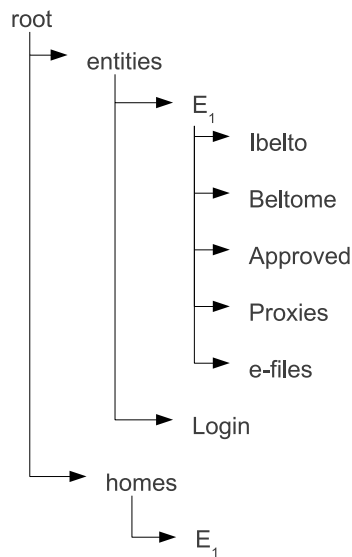 root
entities
E₁
Ibelto
Beltome
Approved
Proxies
e-files
Login
homes
E₁